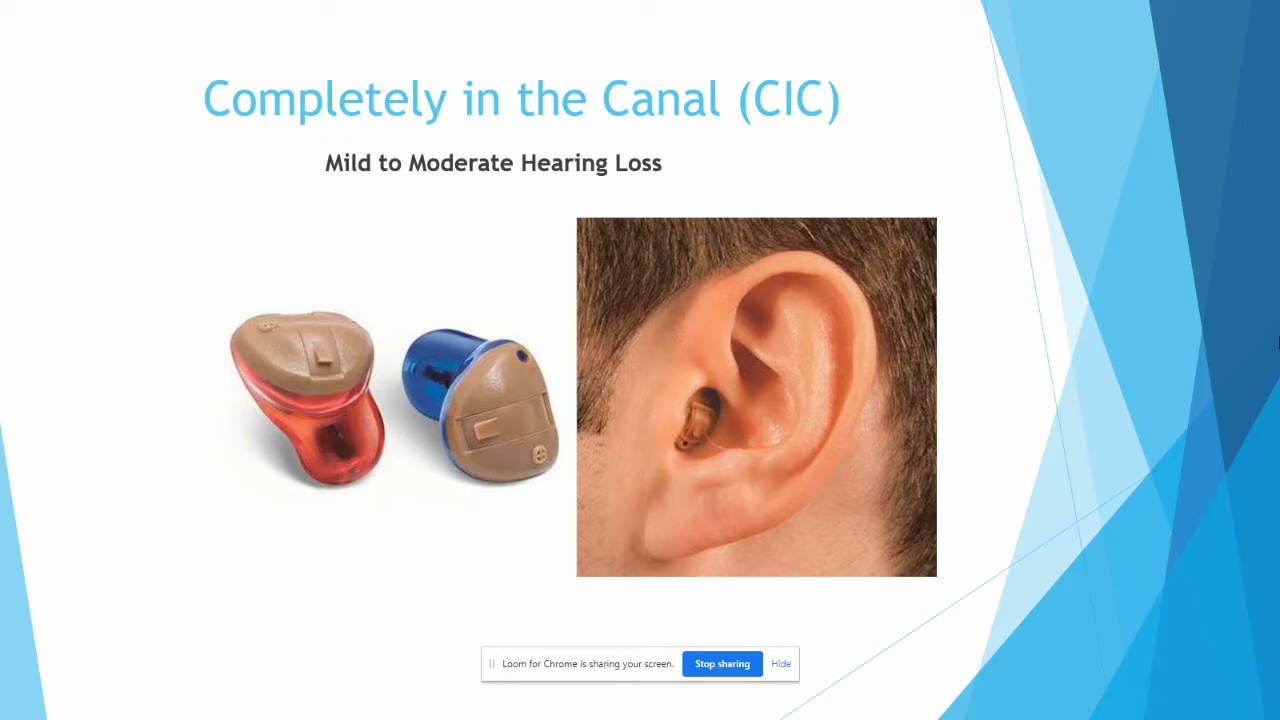 Completely in the Canal (CIC)
Mild to Moderate Hearing Loss
Loom for Chrome is sharing your screen. Stop sharing Hide